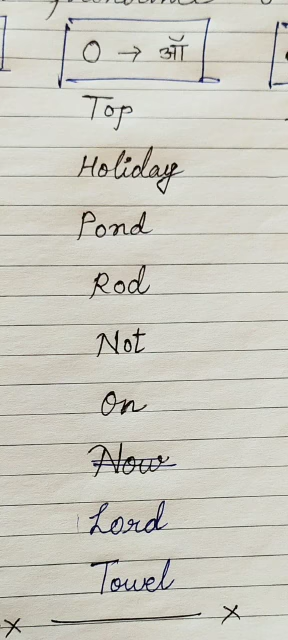 O → ऑ
Top
Holiday
Pond
Rod
Not
On
Now
Lord
Towel
x x